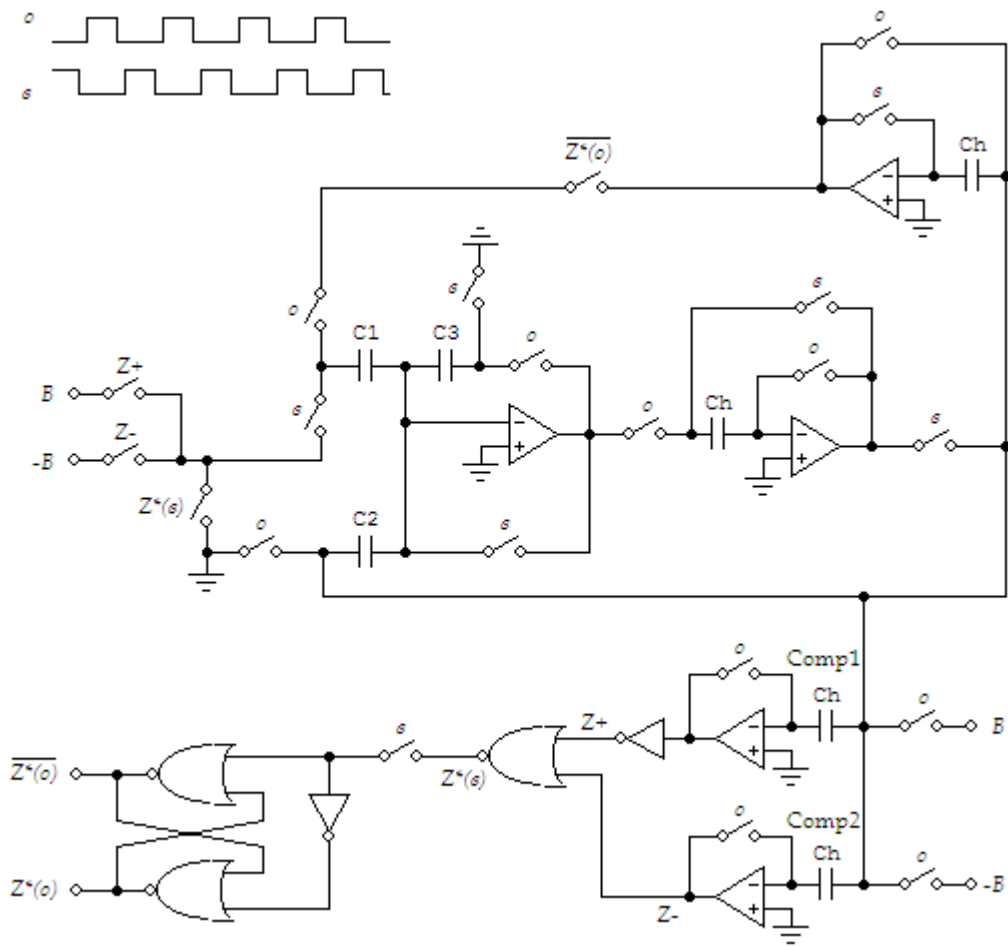 o
s
o
s
Z*(o)
Ch
s
o
s
C1
C3
o
o
B
Z+
s
-B
Z-
o
Ch
s
Z*(s)
o
C2
s
o
Comp1
Ch
o
B
Z+
s
Z*(o)
Z*(s)
o
Comp2
Ch
o
-B
Z*(o)
Z-